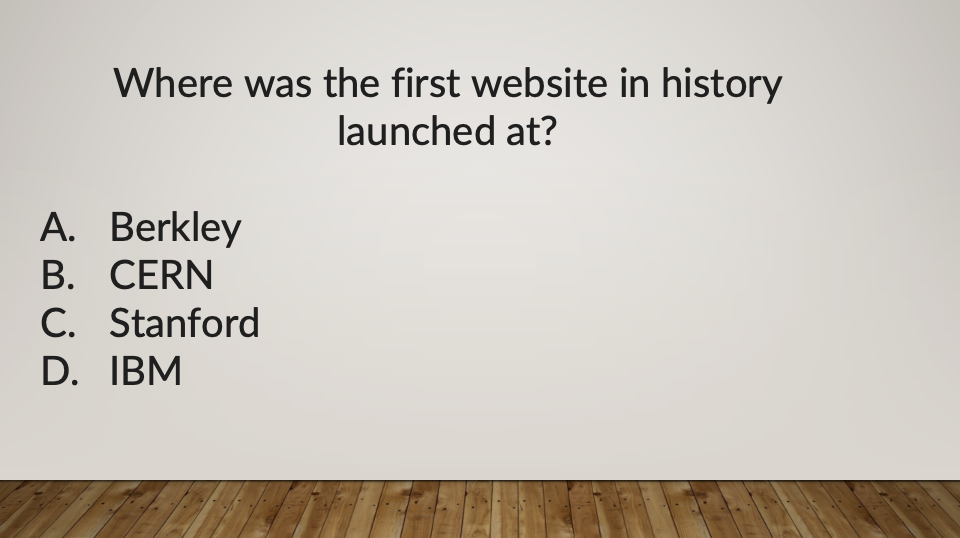 Where was the first website in history
launched at?
A. Berkley
B. CERN
C. Stanford
D. IBM